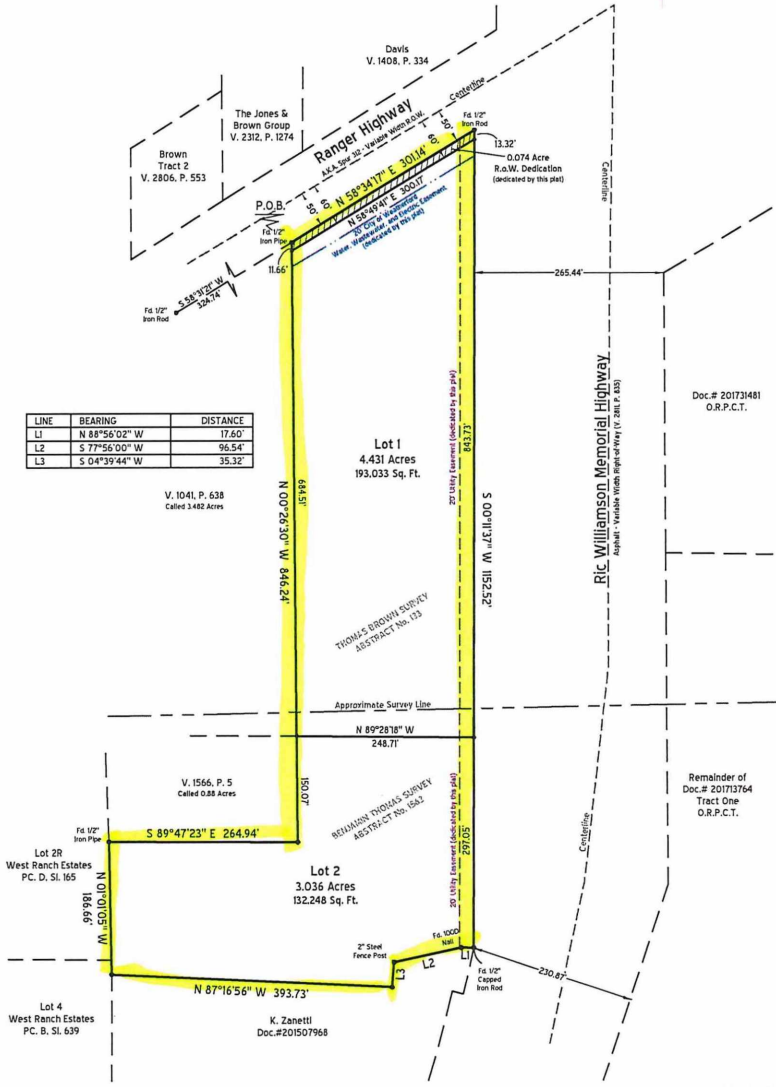 Davis
V. 1408, P. 334
The Jones &
Brown Group
V. 2312, P. 1274
Brown
Tract 2
V. 2806, P. 553
Ranger Highway
A.K.A. Spur 312 - Variable Width R.O.W.
Centerline
50'
60'
Fd. 1/2"
Iron Rod
13.32'
0.074 Acre
R.o.W. Dedication
(dedicated by this plat)
P.O.B.
50'
60'
N 58°34'17" E 301.14'
N 58°49'41" E 300.17'
20' City of Weatherford
Water, Wastewater, and Electric Easement
(dedicated by this plat)
Fd. 1/2"
Iron Pipe
11.66'
S 58°31'21" W
324.74'
Fd. 1/2"
Iron Rod
Centerline
265.44'
LINE BEARING DISTANCE
L1 N 88°56'02" W 17.60'
L2 S 77°56'00" W 96.54'
L3 S 04°39'44" W 35.32'
V. 1041, P. 638
Called 3.482 Acres
N 00°26'30" W 846.24'
684.51'
Lot 1
4.431 Acres
193,033 Sq. Ft.
20' Utility Easement (dedicated by this plat)
843.73'
S 00°11'37" W 1152.52'
Ric Williamson Memorial Highway
Asphalt - Variable Width Right-of-Way (V. 2811, P. 835)
Doc.# 201731481
O.R.P.C.T.
THOMAS BROWN SURVEY
ABSTRACT No. 123
Approximate Survey Line
N 89°28'18" W
248.71'
V. 1566, P. 5
Called 0.88 Acres
150.07'
BENJAMIN THOMAS SURVEY
ABSTRACT No. 1562
20' Utility Easement (dedicated by this plat)
297.05'
Remainder of
Doc.# 201713764
Tract One
O.R.P.C.T.
Centerline
Fd. 1/2"
Iron Pipe
S 89°47'23" E 264.94'
Lot 2R
West Ranch Estates
PC. D, Sl. 165
N 01°01'05" W
186.66'
Lot 2
3.036 Acres
132,248 Sq. Ft.
2" Steel
Fence Post
Fd. 100D
Nail
L1
L2
L3
Fd. 1/2"
Capped
Iron Rod
230.87'
N 87°16'56" W 393.73'
Lot 4
West Ranch Estates
PC. B, Sl. 639
K. Zanetti
Doc.#201507968